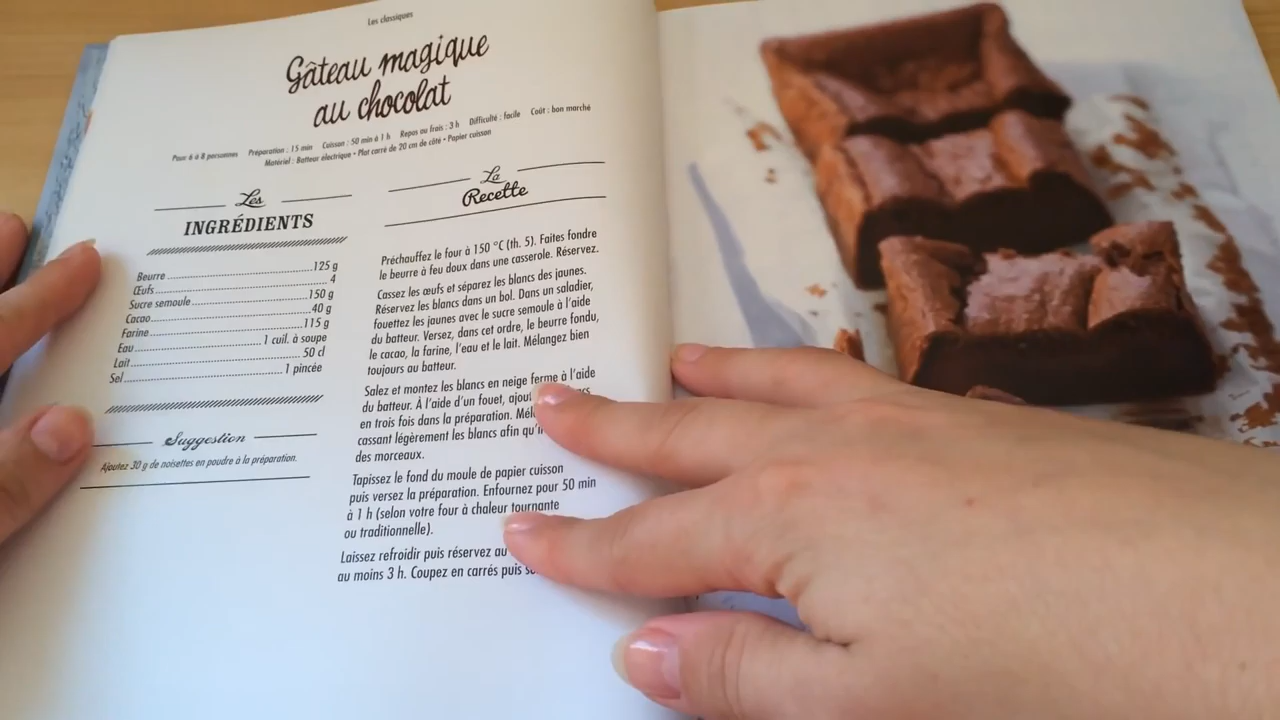 Les classiques
Gâteau magique
au chocolat
Pour 6 à 8 personnes Préparation : 15 min Cuisson : 50 min à 1 h Repos au frais : 3 h Difficulté : facile Coût : bon marché
Matériel : Batteur électrique • Plat carré de 20 cm de côté • Papier cuisson
Les
INGRÉDIENTS
Beurre 125 g
Œufs 4
Sucre semoule 150 g
Cacao 40 g
Farine 115 g
Eau 1 cuil. à soupe
Lait 50 cl
Sel 1 pincée
Suggestion
Ajoutez 30 g de noisettes en poudre à la préparation.
La
Recette
Préchauffez le four à 150 °C (th. 5). Faites fondre
le beurre à feu doux dans une casserole. Réservez.
Cassez les œufs et séparez les blancs des jaunes.
Réservez les blancs dans un bol. Dans un saladier,
fouettez les jaunes avec le sucre semoule à l'aide
du batteur. Versez, dans cet ordre, le beurre fondu,
le cacao, la farine, l'eau et le lait. Mélangez bien
toujours au batteur.
Salez et montez les blancs en neige ferme à l'aide
du batteur. À l'aide d'un fouet,
en trois fois dans la préparation.
cassant légèrement les blancs afin
des morceaux.
Tapissez le fond du moule de papier cuisson
puis versez la préparation. Enfournez pour 50 min
à 1 h (selon votre four à chaleur tournante
ou traditionnelle).
Laissez refroidir puis réservez au
au moins 3 h. Coupez en carrés puis